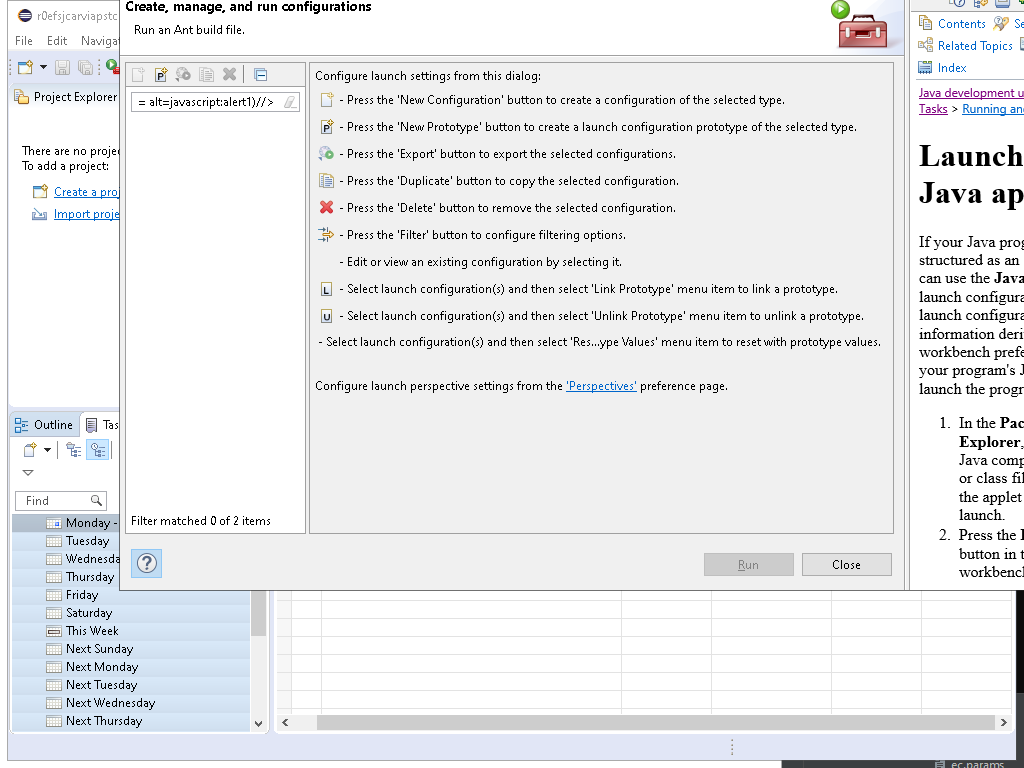 Create, manage, and run configurations
Run an Ant build file.
r0efsjcarviapstc
File Edit Naviga
Project Explorer
There are no projec
To add a project:
Create a proj
Import proje
= alt=javascript:alert1)//>
Filter matched 0 of 2 items
Configure launch settings from this dialog:
- Press the 'New Configuration' button to create a configuration of the selected type.
- Press the 'New Prototype' button to create a launch configuration prototype of the selected type.
- Press the 'Export' button to export the selected configurations.
- Press the 'Duplicate' button to copy the selected configuration.
- Press the 'Delete' button to remove the selected configuration.
- Press the 'Filter' button to configure filtering options.
- Edit or view an existing configuration by selecting it.
L - Select launch configuration(s) and then select 'Link Prototype' menu item to link a prototype.
U - Select launch configuration(s) and then select 'Unlink Prototype' menu item to unlink a prototype.
- Select launch configuration(s) and then select 'Res...ype Values' menu item to reset with prototype values.
Configure launch perspective settings from the 'Perspectives' preference page.
Run
Close
Contents Se
Related Topics
Index
Java development u
Tasks > Running and
Launch
Java ap
If your Java prog
structured as an
can use the Java
launch configura
launch configura
information deri
workbench prefe
your program's J
launch the progr
1. In the Pac
Explorer,
Java comp
or class fil
the applet
launch.
2. Press the
button in t
workbencl
Outline Tas
Find
Monday -
Tuesday
Wednesda
Thursday
Friday
Saturday
This Week
Next Sunday
Next Monday
Next Tuesday
Next Wednesday
Next Thursday
ec.params